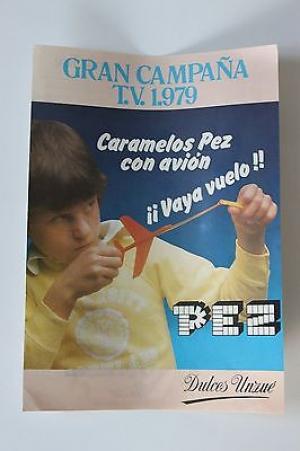 GRAN CAMPAÑA
T.V. 1.979
Caramelos Pez
con avión
¡¡Vaya vuelo!!
PEZ
Dulces Unzué